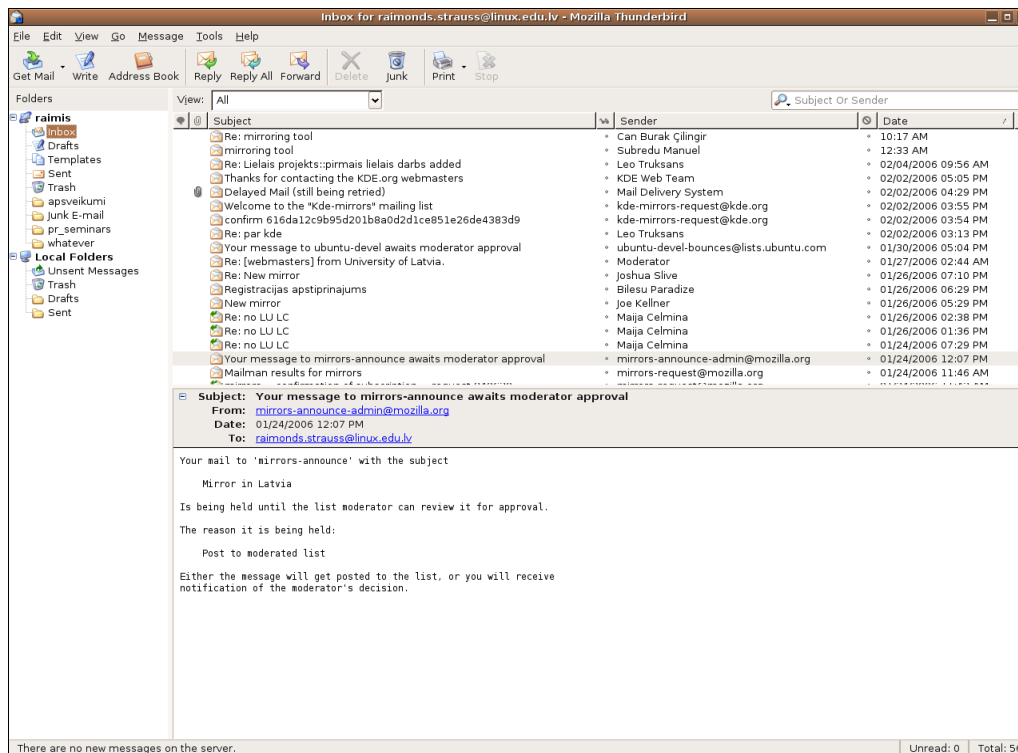 Inbox for raimonds.strauss@linux.edu.lv - Mozilla Thunderbird
File Edit View Go Message Tools Help
Get Mail Write Address Book Reply Reply All Forward Delete Junk Print Stop
Folders
View: All Subject Or Sender
raimis
Inbox
Drafts
Templates
Sent
Trash
apsveikumi
Junk E-mail
pr_seminars
whatever
Local Folders
Unsent Messages
Trash
Drafts
Sent
Subject Sender Date
Re: mirroring tool Can Burak Çilingir 10:17 AM
mirroring tool Subredu Manuel 12:33 AM
Re: Lielais projekts::pirmais lielais darbs added Leo Truksans 02/04/2006 09:56 AM
Thanks for contacting the KDE.org webmasters KDE Web Team 02/02/2006 05:05 PM
Delayed Mail (still being retried) Mail Delivery System 02/02/2006 04:29 PM
Welcome to the "Kde-mirrors" mailing list kde-mirrors-request@kde.org 02/02/2006 03:55 PM
confirm 616da12c9b95d201b8a0d2d1ce851e26de4383d9 kde-mirrors-request@kde.org 02/02/2006 03:54 PM
Re: par kde Leo Truksans 02/02/2006 03:13 PM
Your message to ubuntu-devel awaits moderator approval ubuntu-devel-bounces@lists.ubuntu.com 01/30/2006 05:04 PM
Re: [webmasters] from University of Latvia. Moderator 01/27/2006 02:44 AM
Re: New mirror Joshua Slive 01/26/2006 07:10 PM
Registracijas apstiprinajums Bilesu Paradize 01/26/2006 06:29 PM
New mirror Joe Kellner 01/26/2006 05:29 PM
Re: no LU LC Maija Celmina 01/26/2006 02:38 PM
Re: no LU LC Maija Celmina 01/26/2006 01:36 PM
Re: no LU LC Maija Celmina 01/24/2006 07:29 PM
Your message to mirrors-announce awaits moderator approval mirrors-announce-admin@mozilla.org 01/24/2006 12:07 PM
Mailman results for mirrors mirrors-request@mozilla.org 01/24/2006 11:46 AM
Subject: Your message to mirrors-announce awaits moderator approval
From: mirrors-announce-admin@mozilla.org
Date: 01/24/2006 12:07 PM
To: raimonds.strauss@linux.edu.lv
Your mail to 'mirrors-announce' with the subject
Mirror in Latvia
Is being held until the list moderator can review it for approval.
The reason it is being held:
Post to moderated list
Either the message will get posted to the list, or you will receive
notification of the moderator's decision.
There are no new messages on the server. Unread: 0 Total: